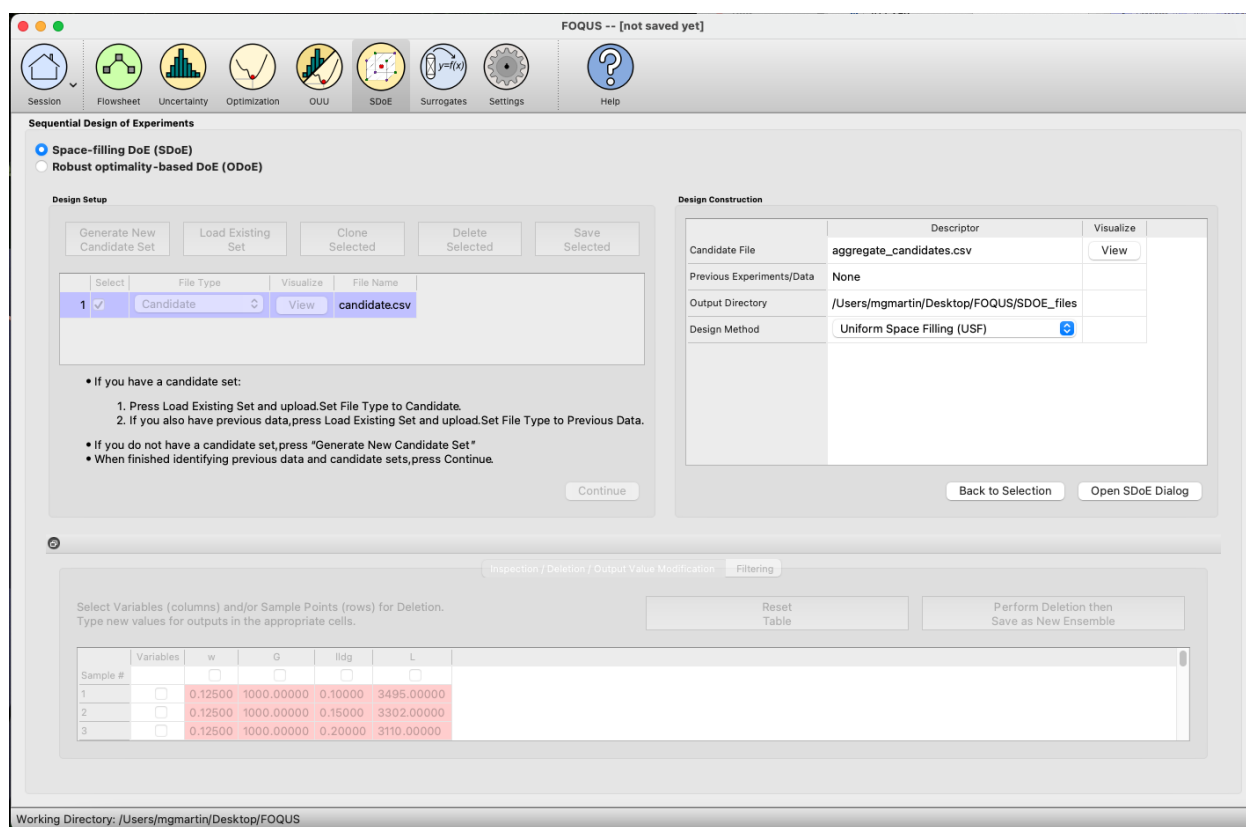 FOQUS -- [not saved yet]
y=f(x)
Session
Flowsheet
Uncertainty
Optimization
OUU
SDoE
Surrogates
Settings
Help
Sequential Design of Experiments
Space-filling DoE (SDoE)
Robust optimality-based DoE (ODoE)
Design Setup
Generate New
Candidate Set
Load Existing
Set
Clone
Selected
Delete
Selected
Save
Selected
Select File Type Visualize File Name
1 Candidate View candidate.csv
• If you have a candidate set:
1. Press Load Existing Set and upload.Set File Type to Candidate.
2. If you also have previous data,press Load Existing Set and upload.Set File Type to Previous Data.
• If you do not have a candidate set,press "Generate New Candidate Set"
• When finished identifying previous data and candidate sets,press Continue.
Continue
Design Construction
Descriptor Visualize
Candidate File aggregate_candidates.csv View
Previous Experiments/Data None
Output Directory /Users/mgmartin/Desktop/FOQUS/SDOE_files
Design Method Uniform Space Filling (USF)
Back to Selection
Open SDoE Dialog
Inspection / Deletion / Output Value Modification
Filtering
Select Variables (columns) and/or Sample Points (rows) for Deletion.
Type new values for outputs in the appropriate cells.
Reset
Table
Perform Deletion then
Save as New Ensemble
Variables w G lldg L
Sample #
1 0.12500 1000.00000 0.10000 3495.00000
2 0.12500 1000.00000 0.15000 3302.00000
3 0.12500 1000.00000 0.20000 3110.00000
Working Directory: /Users/mgmartin/Desktop/FOQUS